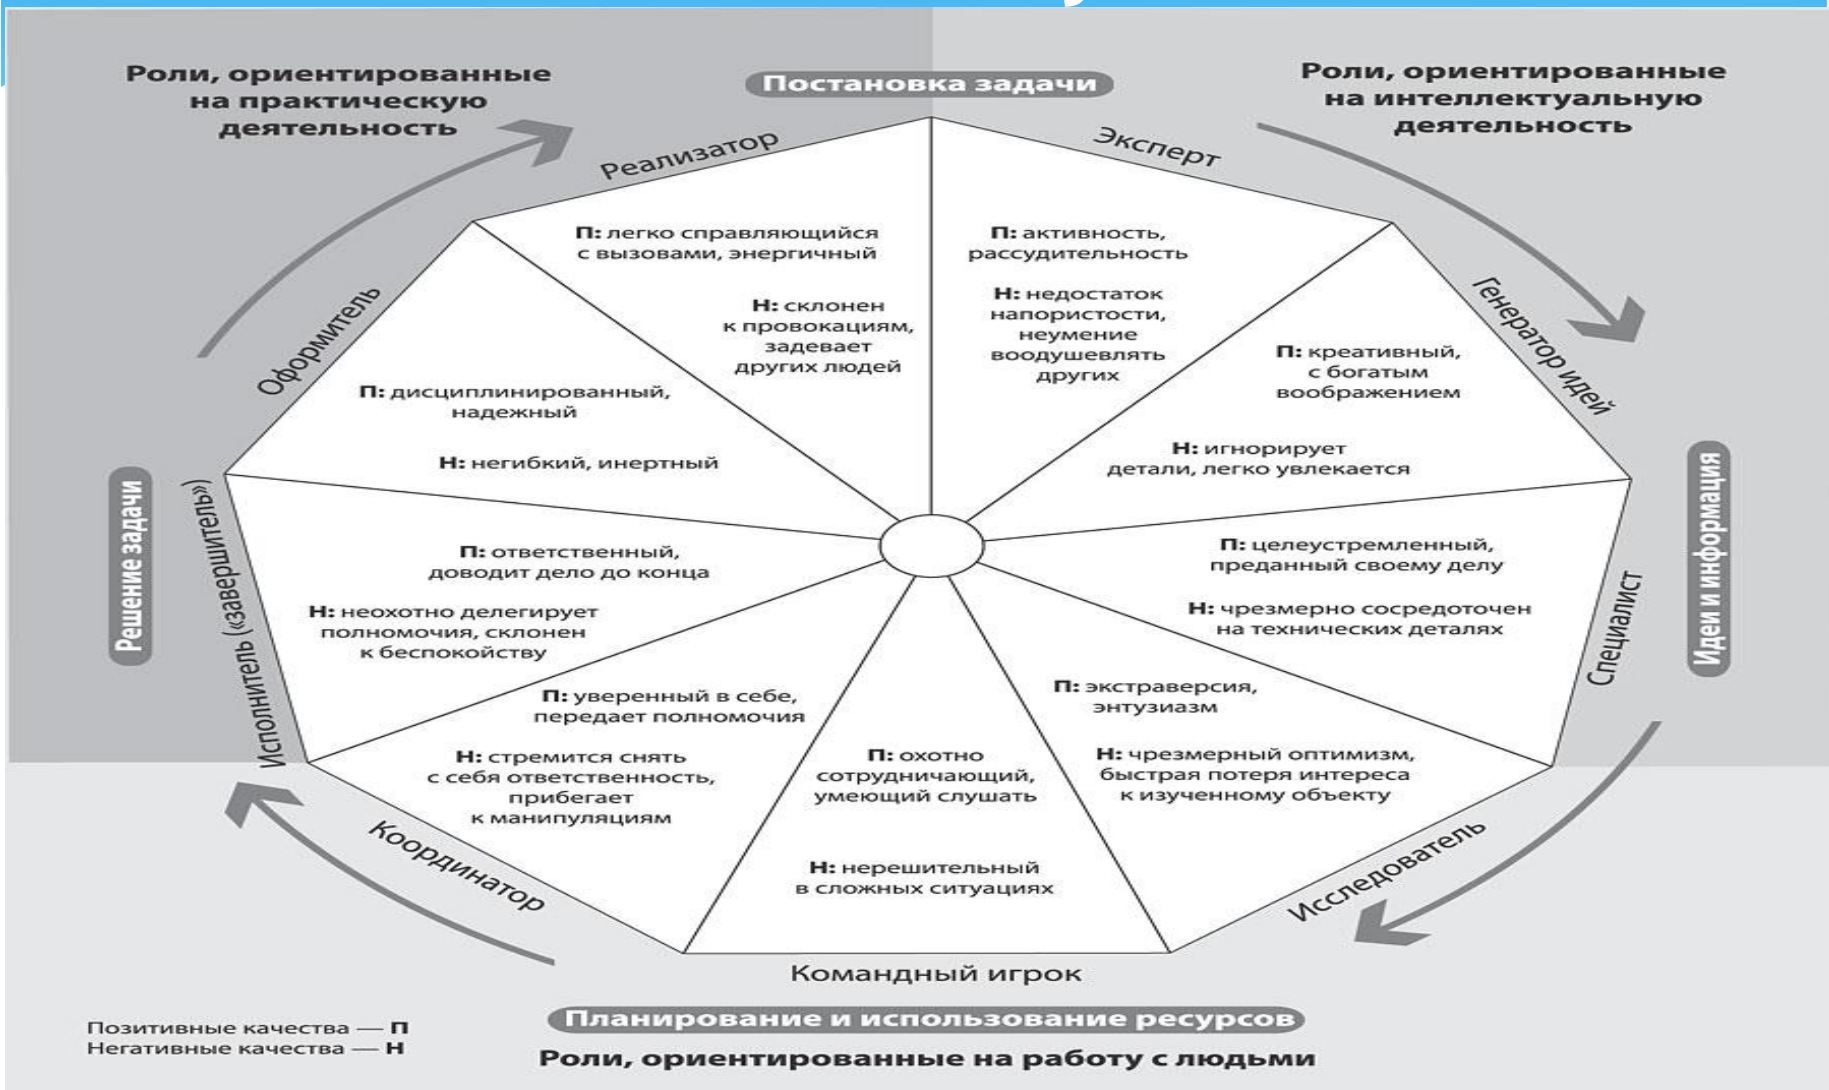 Роли, ориентированные
на практическую
деятельность
Постановка задачи
Роли, ориентированные
на интеллектуальную
деятельность
Реализатор
П: легко справляющийся
с вызовами, энергичный
Н: склонен
к провокациям,
задевает
других людей
Эксперт
П: активность,
рассудительность
Н: недостаток
напористости,
неумение
воодушевлять
других
Генератор идей
П: креативный,
с богатым
воображением
Н: игнорирует
детали, легко увлекается
Идеи и информация
Специалист
П: целеустремленный,
преданный своему делу
Н: чрезмерно сосредоточен
на технических деталях
Исследователь
П: экстраверсия,
энтузиазм
Н: чрезмерный оптимизм,
быстрая потеря интереса
к изученному объекту
Командный игрок
П: охотно
сотрудничающий,
умеющий слушать
Н: нерешительный
в сложных ситуациях
Координатор
П: уверенный в себе,
передает полномочия
Н: стремится снять
с себя ответственность,
прибегает
к манипуляциям
Исполнитель («завершитель»)
П: ответственный,
доводит дело до конца
Н: неохотно делегирует
полномочия, склонен
к беспокойству
Решение задачи
Оформитель
П: дисциплинированный,
надежный
Н: негибкий, инертный
Позитивные качества — П
Негативные качества — Н
Планирование и использование ресурсов
Роли, ориентированные на работу с людьми